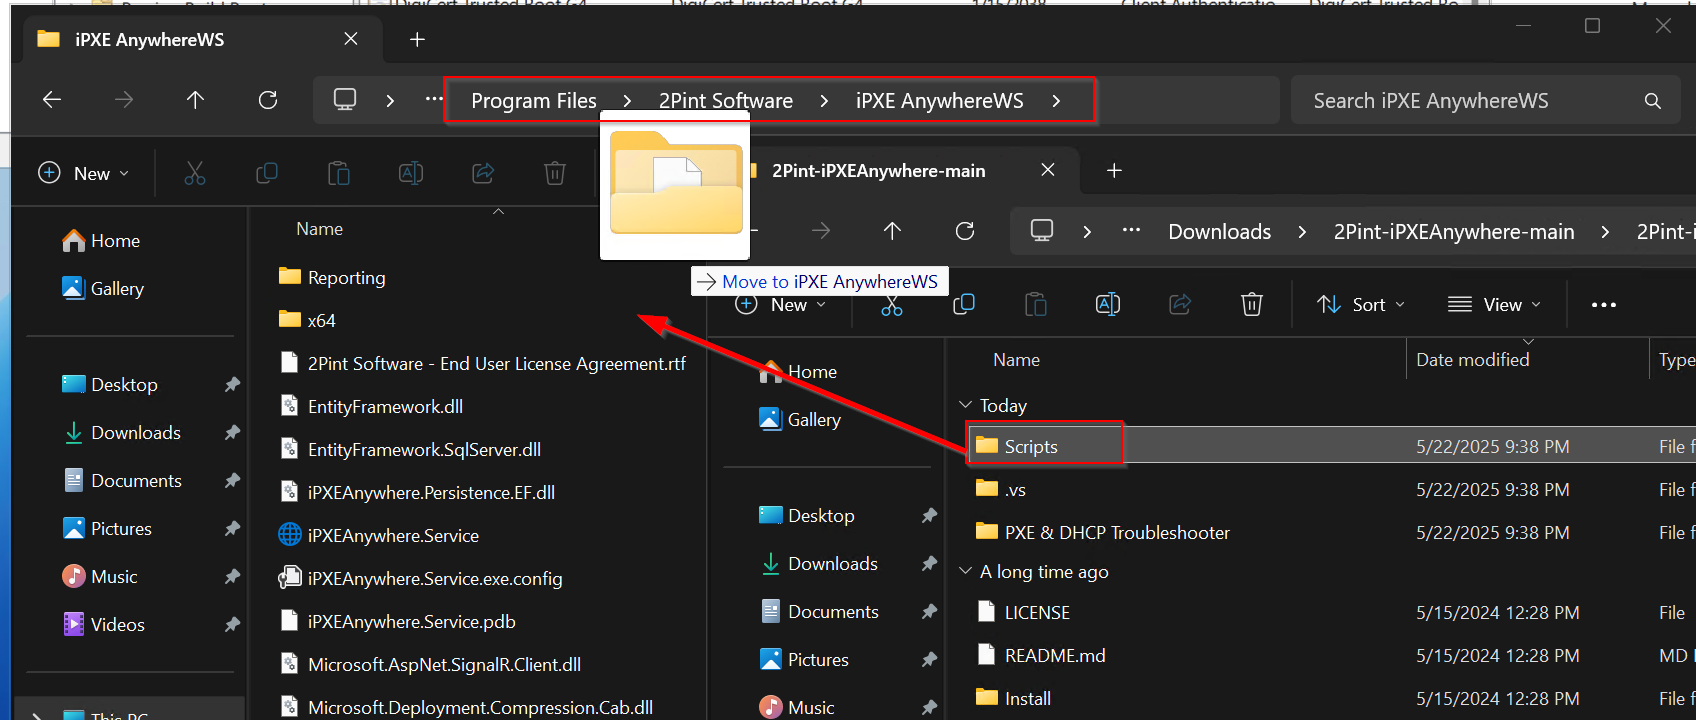 iPXE AnywhereWS
Program Files > 2Pint Software > iPXE AnywhereWS >
Search iPXE AnywhereWS
New
Name
Home
Gallery
Desktop
Downloads
Documents
Pictures
Music
Videos
This PC
Reporting
x64
2Pint Software - End User License Agreement.rtf
EntityFramework.dll
EntityFramework.SqlServer.dll
iPXEAnywhere.Persistence.EF.dll
iPXEAnywhere.Service
iPXEAnywhere.Service.exe.config
iPXEAnywhere.Service.pdb
Microsoft.AspNet.SignalR.Client.dll
Microsoft.Deployment.Compression.Cab.dll
Move to iPXE AnywhereWS
2Pint-iPXEAnywhere-main
Downloads > 2Pint-iPXEAnywhere-main > 2Pint-i
New
Sort
View
Home
Gallery
Desktop
Downloads
Documents
Pictures
Music
Name Date modified Type
Today
Scripts 5/22/2025 9:38 PM File f
.vs 5/22/2025 9:38 PM File f
PXE & DHCP Troubleshooter 5/22/2025 9:38 PM File f
A long time ago
LICENSE 5/15/2024 12:28 PM File
README.md 5/15/2024 12:28 PM MD
Install 5/15/2024 12:28 PM File f